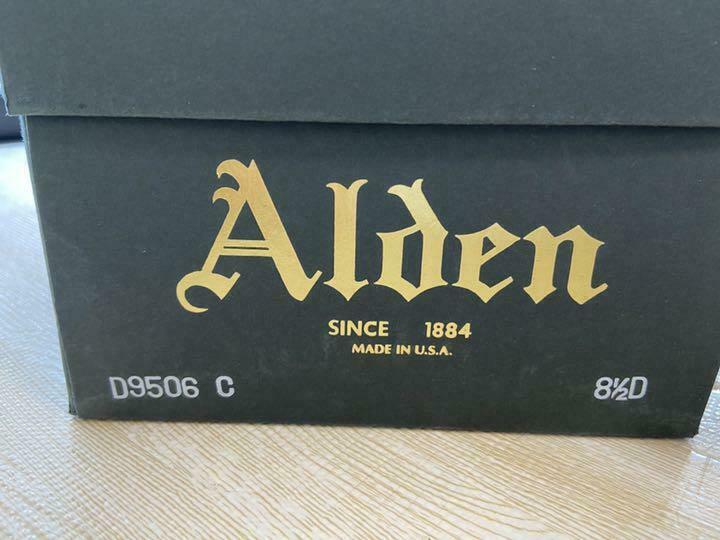 Alden
SINCE 1884
MADE IN U.S.A.
D9506 C 8½D